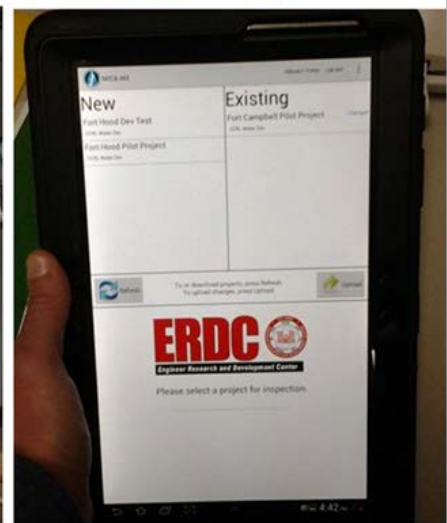 New
Fort Hood Dev Test
Fort Hood Pilot Project
Existing
Fort Campbell Pilot Project
Refresh
To download projects, press Refresh.
To upload changes, press Upload.
Upload
ERDC
Engineer Research and Development Center
Please select a project for inspection.
4:42